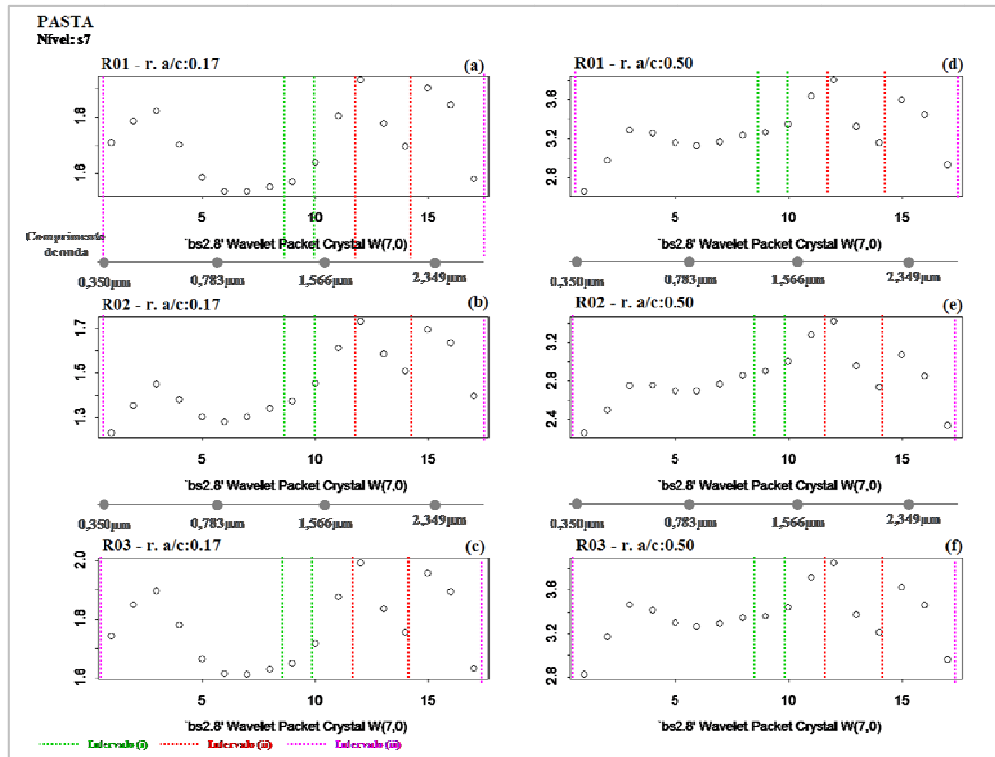 PASTA
Nível: s7
R01 - r. a/c:0.17
(a)
1.8
1.6
5 10 15
'bs2.8' Wavelet Packet Crystal W(7,0)
R01 - r. a/c:0.50
(d)
3.6
3.2
2.8
5 10 15
'bs2.8' Wavelet Packet Crystal W(7,0)
Comprimento
de onda
0,350µm 0,783µm 1,566µm 2,349µm
0,350µm 0,783µm 1,566µm 2,349µm
R02 - r. a/c:0.17
(b)
1.7
1.5
1.3
5 10 15
'bs2.8' Wavelet Packet Crystal W(7,0)
R02 - r. a/c:0.50
(e)
3.2
2.8
2.4
5 10 15
'bs2.8' Wavelet Packet Crystal W(7,0)
0,350µm 0,783µm 1,566µm 2,349µm
0,350µm 0,783µm 1,566µm 2,349µm
R03 - r. a/c:0.17
(c)
2.0
1.8
1.6
5 10 15
'bs2.8' Wavelet Packet Crystal W(7,0)
R03 - r. a/c:0.50
(f)
3.6
3.2
2.8
5 10 15
'bs2.8' Wavelet Packet Crystal W(7,0)
Intervalo (i) Intervalo (ii) Intervalo (ii)